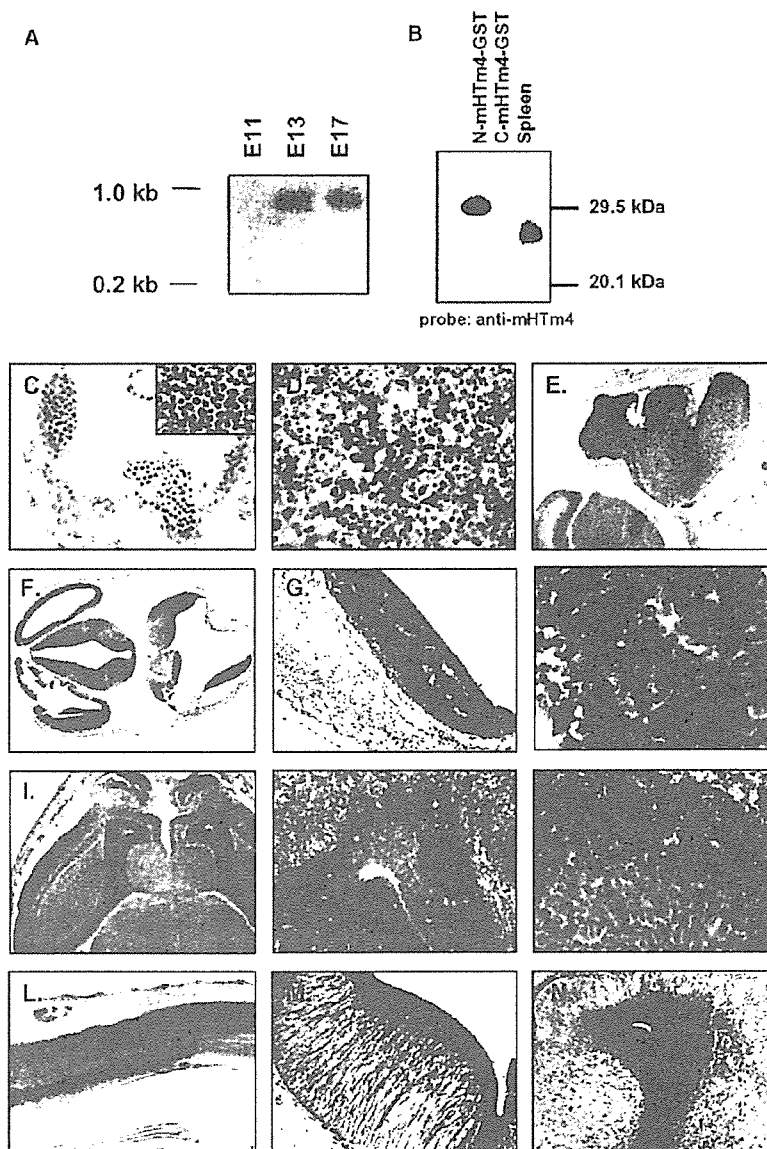 A
B
E11
E13
E17
1.0 kb
0.2 kb
N-mHTm4-GST
C-mHTm4-GST
Spleen
29.5 kDa
20.1 kDa
probe: anti-mHTm4
C.
D.
E.
F.
G.
I.
L.
N.